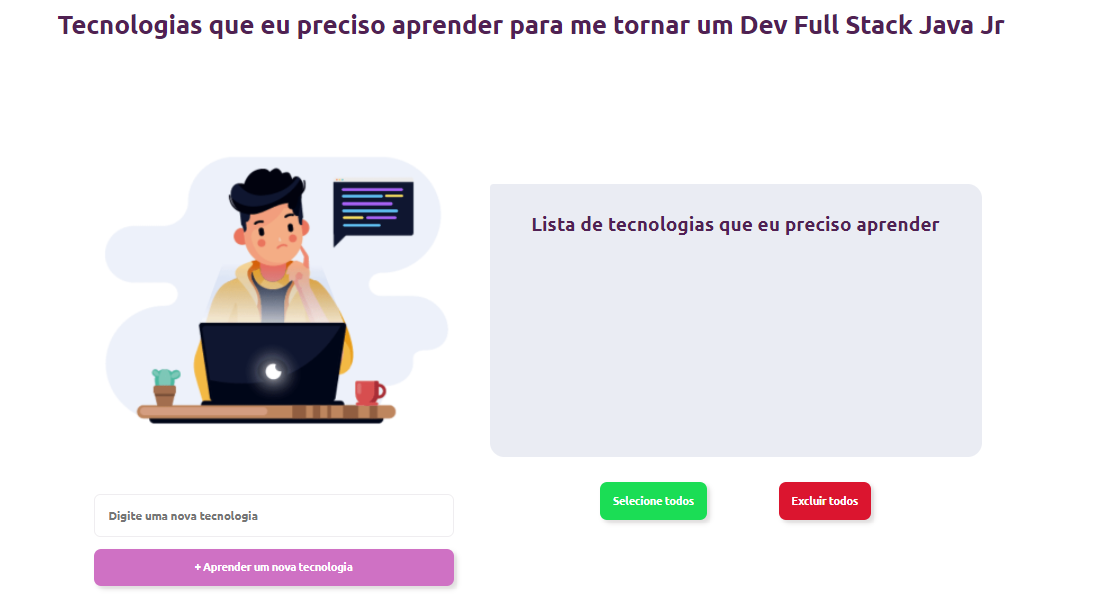 Tecnologias que eu preciso aprender para me tornar um Dev Full Stack Java Jr
Lista de tecnologias que eu preciso aprender
Digite uma nova tecnologia
+ Aprender um nova tecnologia
Selecione todos
Excluir todos